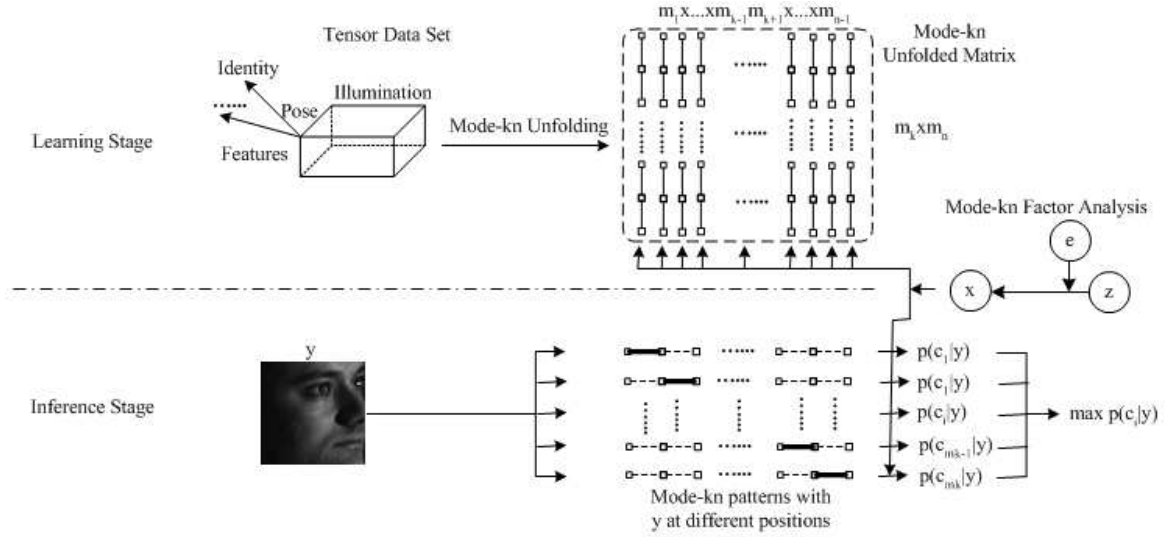 m1x...xmk-1mk+1x...xmn-1
Tensor Data Set
Mode-kn
Unfolded Matrix
Identity
......
Pose
Illumination
Features
Learning Stage
Mode-kn Unfolding
......
mkxmn
......
......
Mode-kn Factor Analysis
e
x
z
y
Inference Stage
......
......
......
p(c1|y)
p(c1|y)
p(ci|y)
p(cmk-1|y)
p(cmk|y)
max p(ci|y)
Mode-kn patterns with
y at different positions